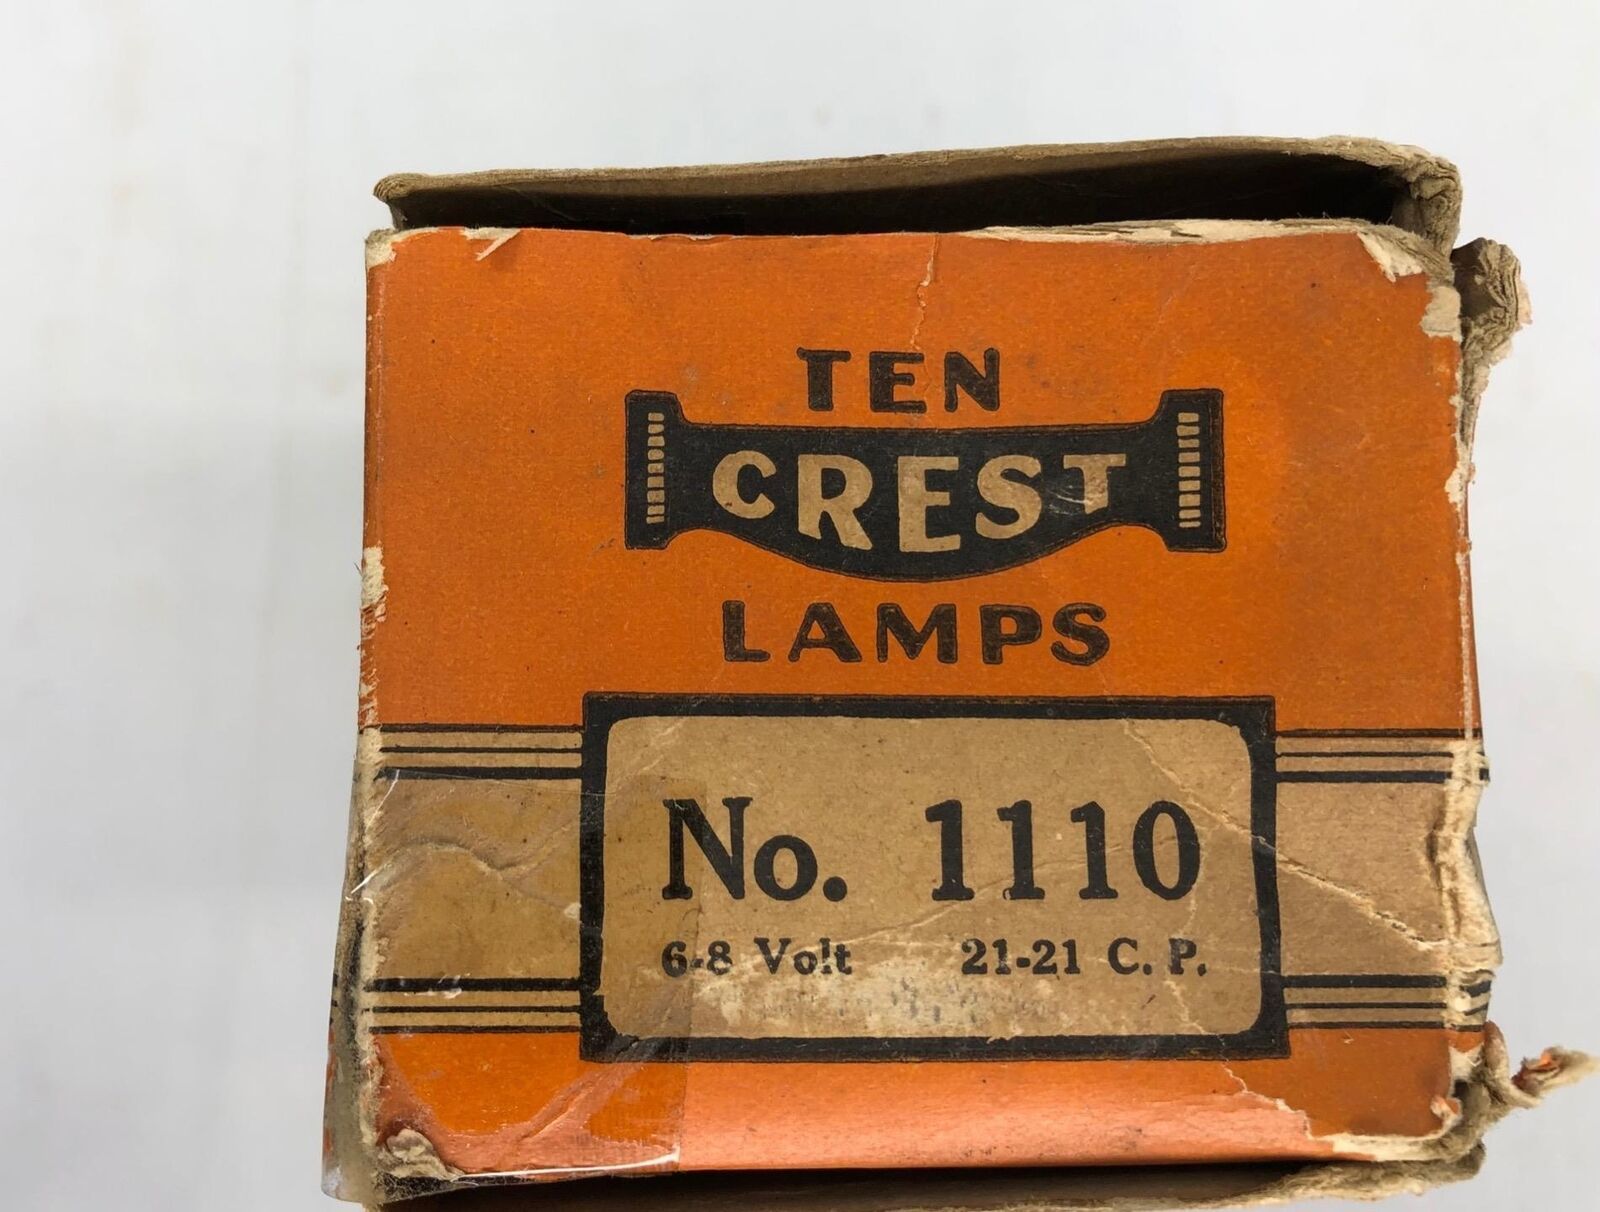 TEN
CREST
LAMPS
No. 1110
6-8 Volt 21-21 C. P.